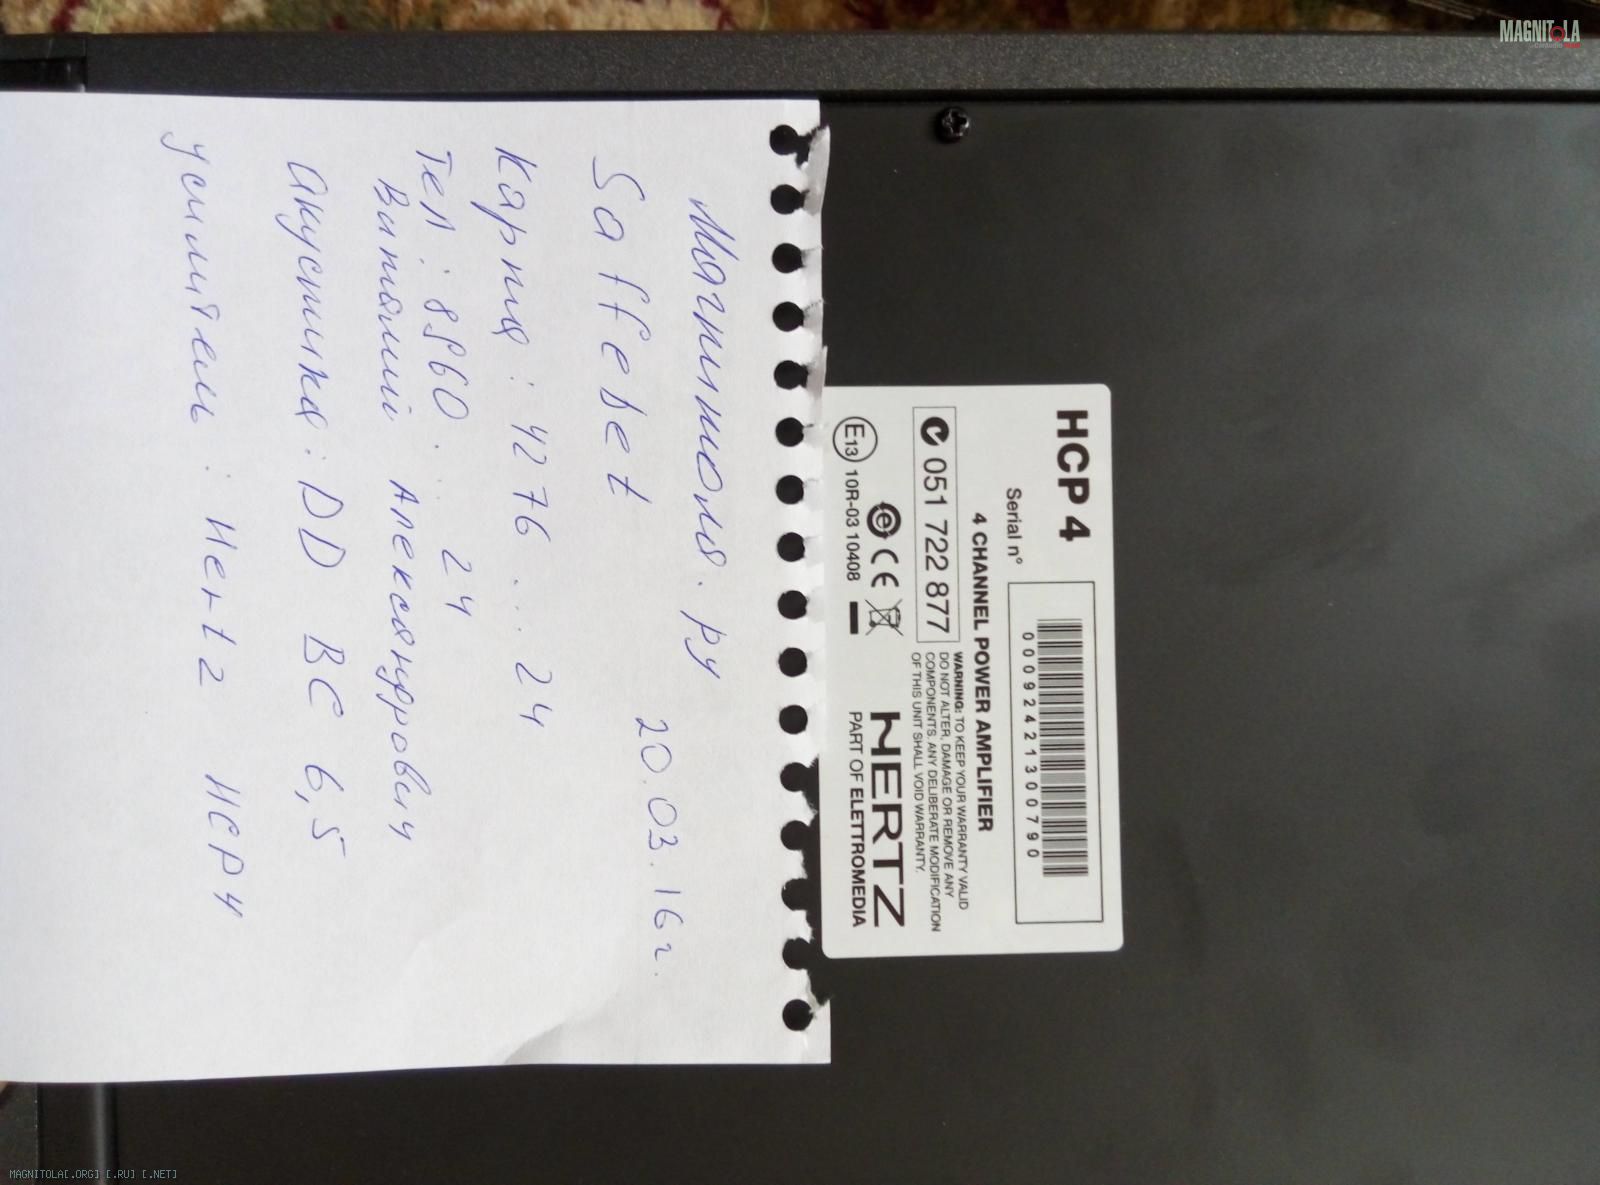 MAGNITOLA
Магнитола.ру
20.03.16г.
Saffebet
Карта: 4276 ... 24
Тел: 8960 ... 24
Виталий Александрович
Акустика: DD BC 6,5
усилитель: Hertz HCP4
HCP 4
Serial n°
00092421300790
4 CHANNEL POWER AMPLIFIER
051 722 877
WARNING: TO KEEP YOUR WARRANTY VALID
DO NOT ALTER, DAMAGE OR REMOVE ANY
COMPONENTS. ANY DELIBERATE MODIFICATION
OF THIS UNIT SHALL VOID WARRANTY.
e CE
E13 10R-03 10408
HERTZ
PART OF ELETTROMEDIA
MAGNITOLA[.ORG] [.RU] [.NET]